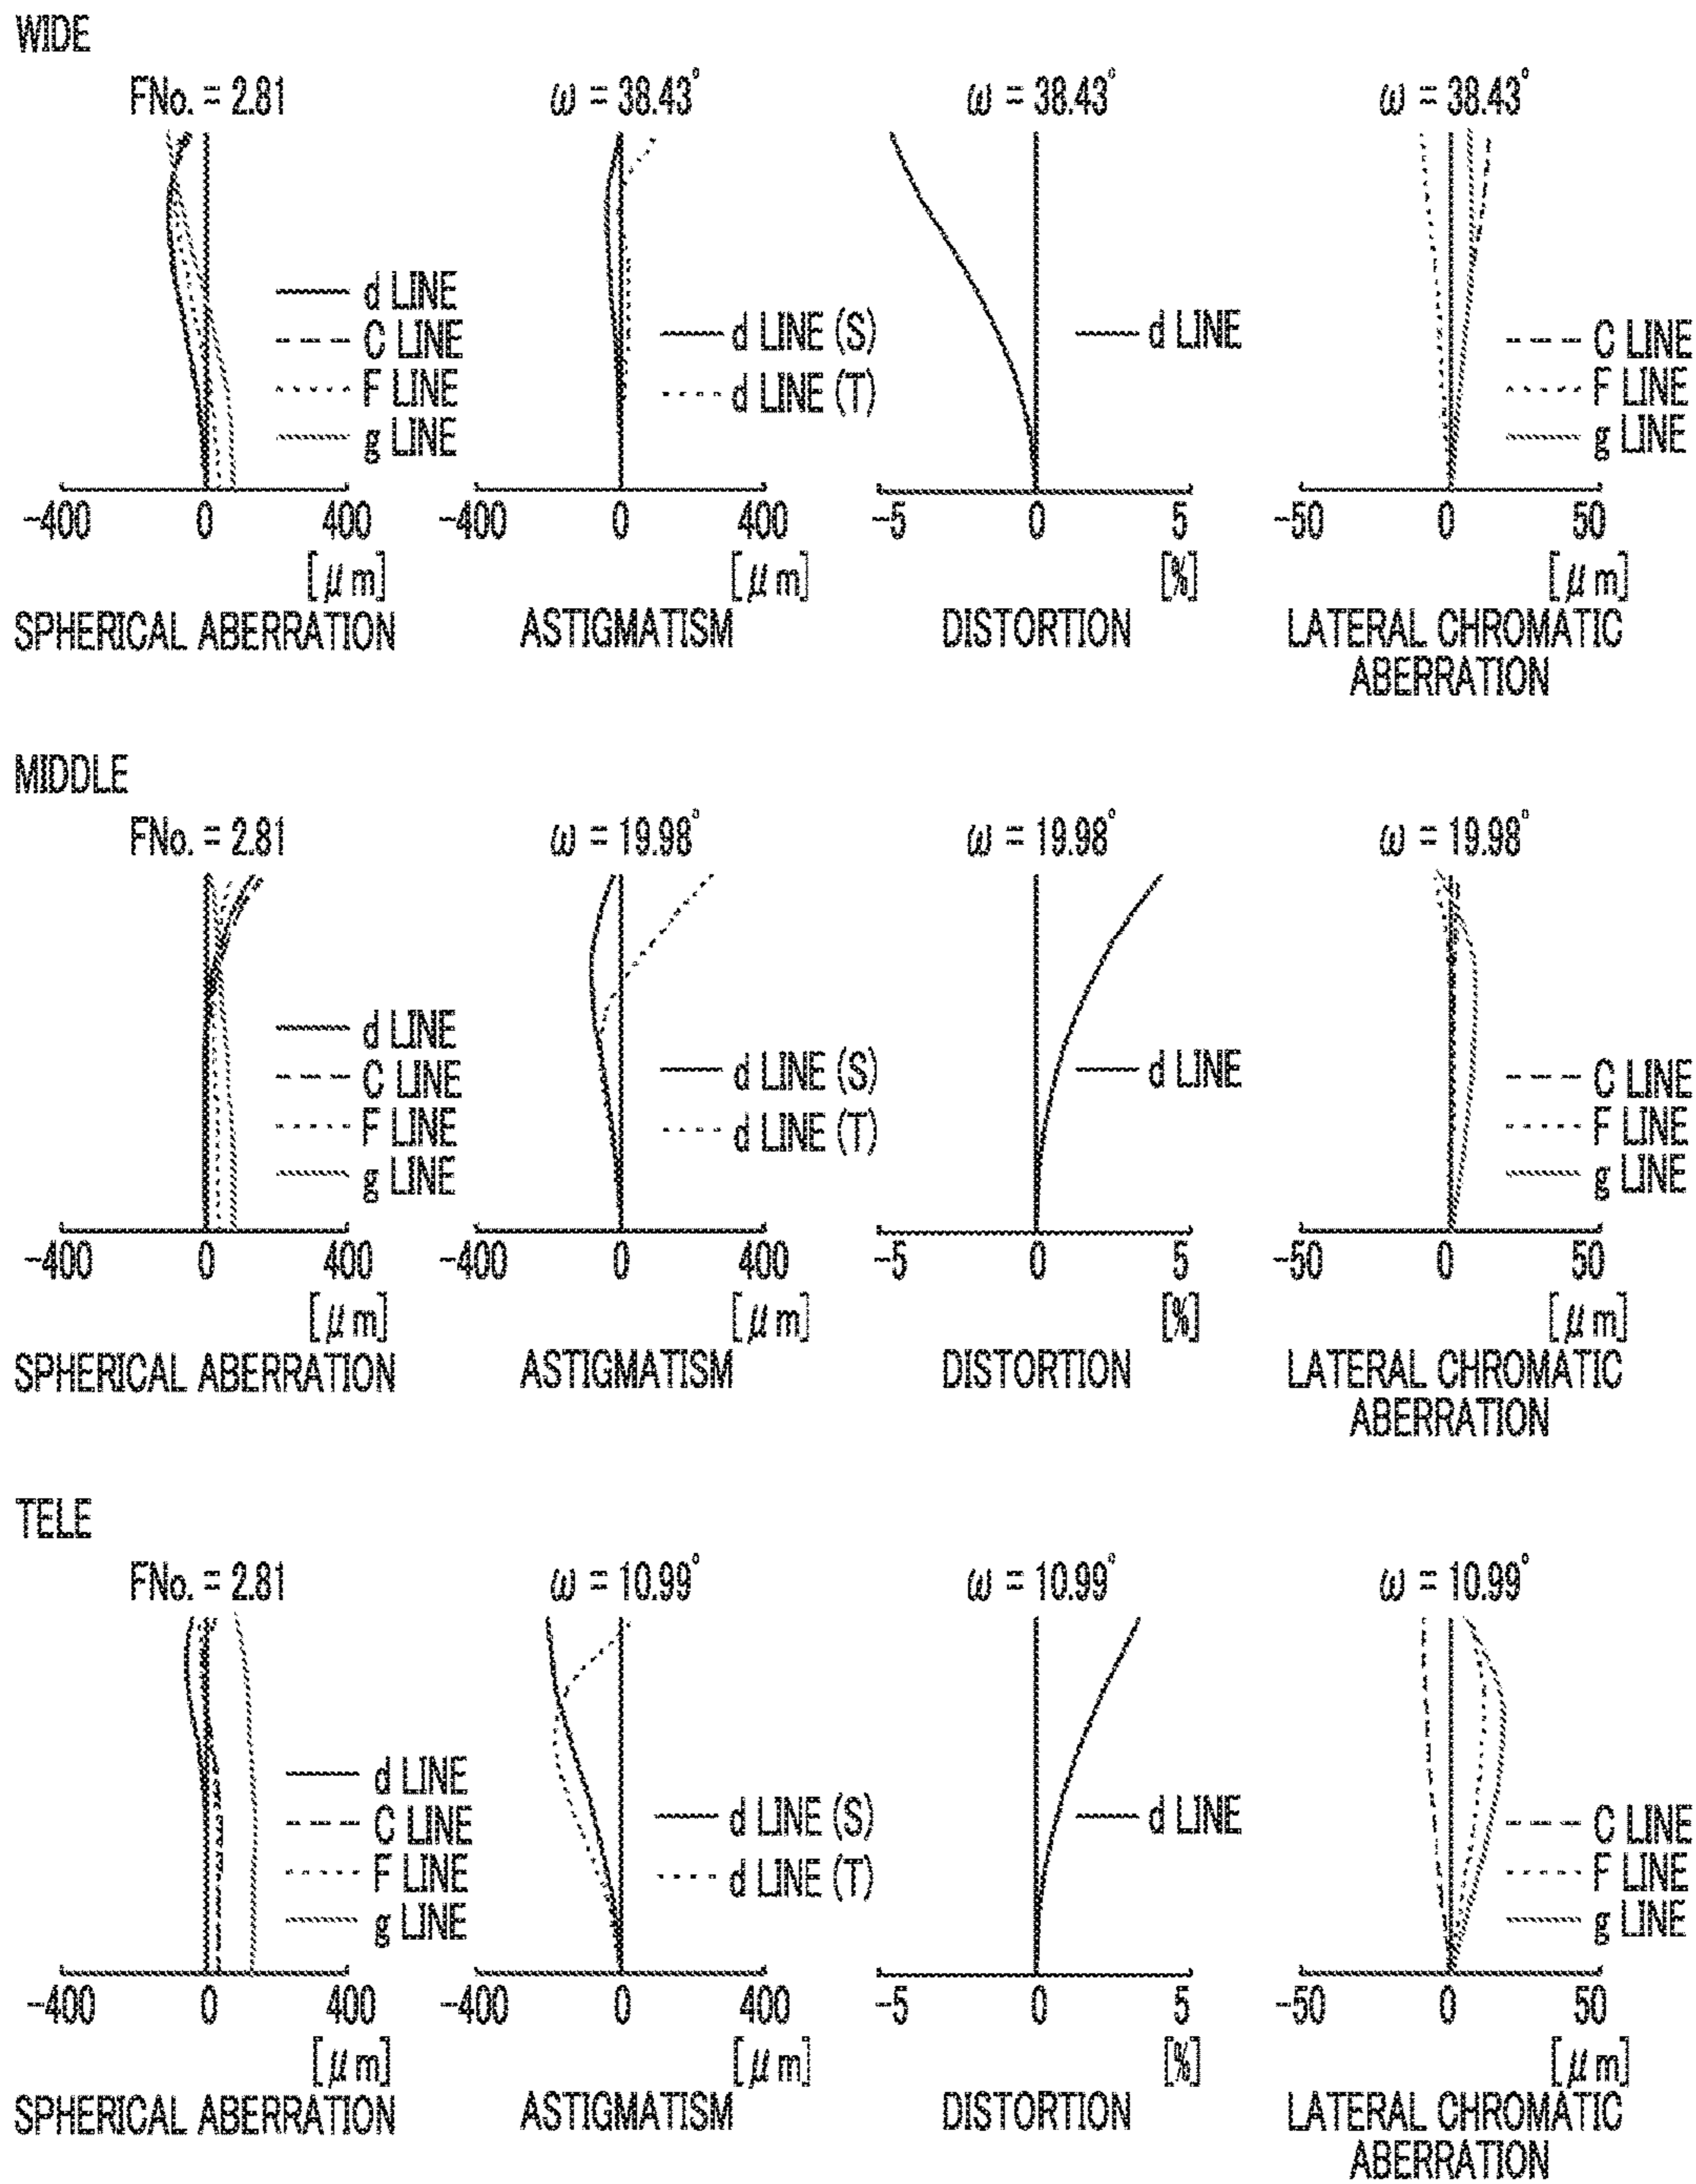 WIDE
FNo. = 2.81
ω = 38.43°
ω = 38.43°
ω = 38.43°
d LINE
C LINE
F LINE
g LINE
d LINE (S)
d LINE (T)
d LINE
C LINE
F LINE
g LINE
-400 0 400
-400 0 400
-5 0 5
-50 0 50
[μm]
[μm]
[%]
[μm]
SPHERICAL ABERRATION
ASTIGMATISM
DISTORTION
LATERAL CHROMATIC
ABERRATION
MIDDLE
FNo. = 2.81
ω = 19.98°
ω = 19.98°
ω = 19.98°
d LINE
C LINE
F LINE
g LINE
d LINE (S)
d LINE (T)
d LINE
C LINE
F LINE
g LINE
-400 0 400
-400 0 400
-5 0 5
-50 0 50
[μm]
[μm]
[%]
[μm]
SPHERICAL ABERRATION
ASTIGMATISM
DISTORTION
LATERAL CHROMATIC
ABERRATION
TELE
FNo. = 2.81
ω = 10.99°
ω = 10.99°
ω = 10.99°
d LINE
C LINE
F LINE
g LINE
d LINE (S)
d LINE (T)
d LINE
C LINE
F LINE
g LINE
-400 0 400
-400 0 400
-5 0 5
-50 0 50
[μm]
[μm]
[%]
[μm]
SPHERICAL ABERRATION
ASTIGMATISM
DISTORTION
LATERAL CHROMATIC
ABERRATION